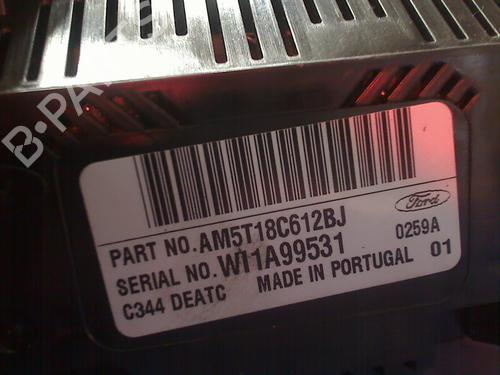 B-PA
Ford
PART NO.AM5T18C612BJ
0259A
SERIAL NO.WI1A99531
C344 DEATC MADE IN PORTUGAL 01